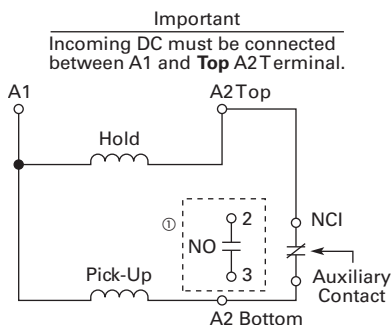 Important
Incoming DC must be connected
between A1 and Top A2 Terminal.
A1
A2 Top
Hold
①
2
NO
3
NCI
Pick-Up
Auxiliary
Contact
A2 Bottom